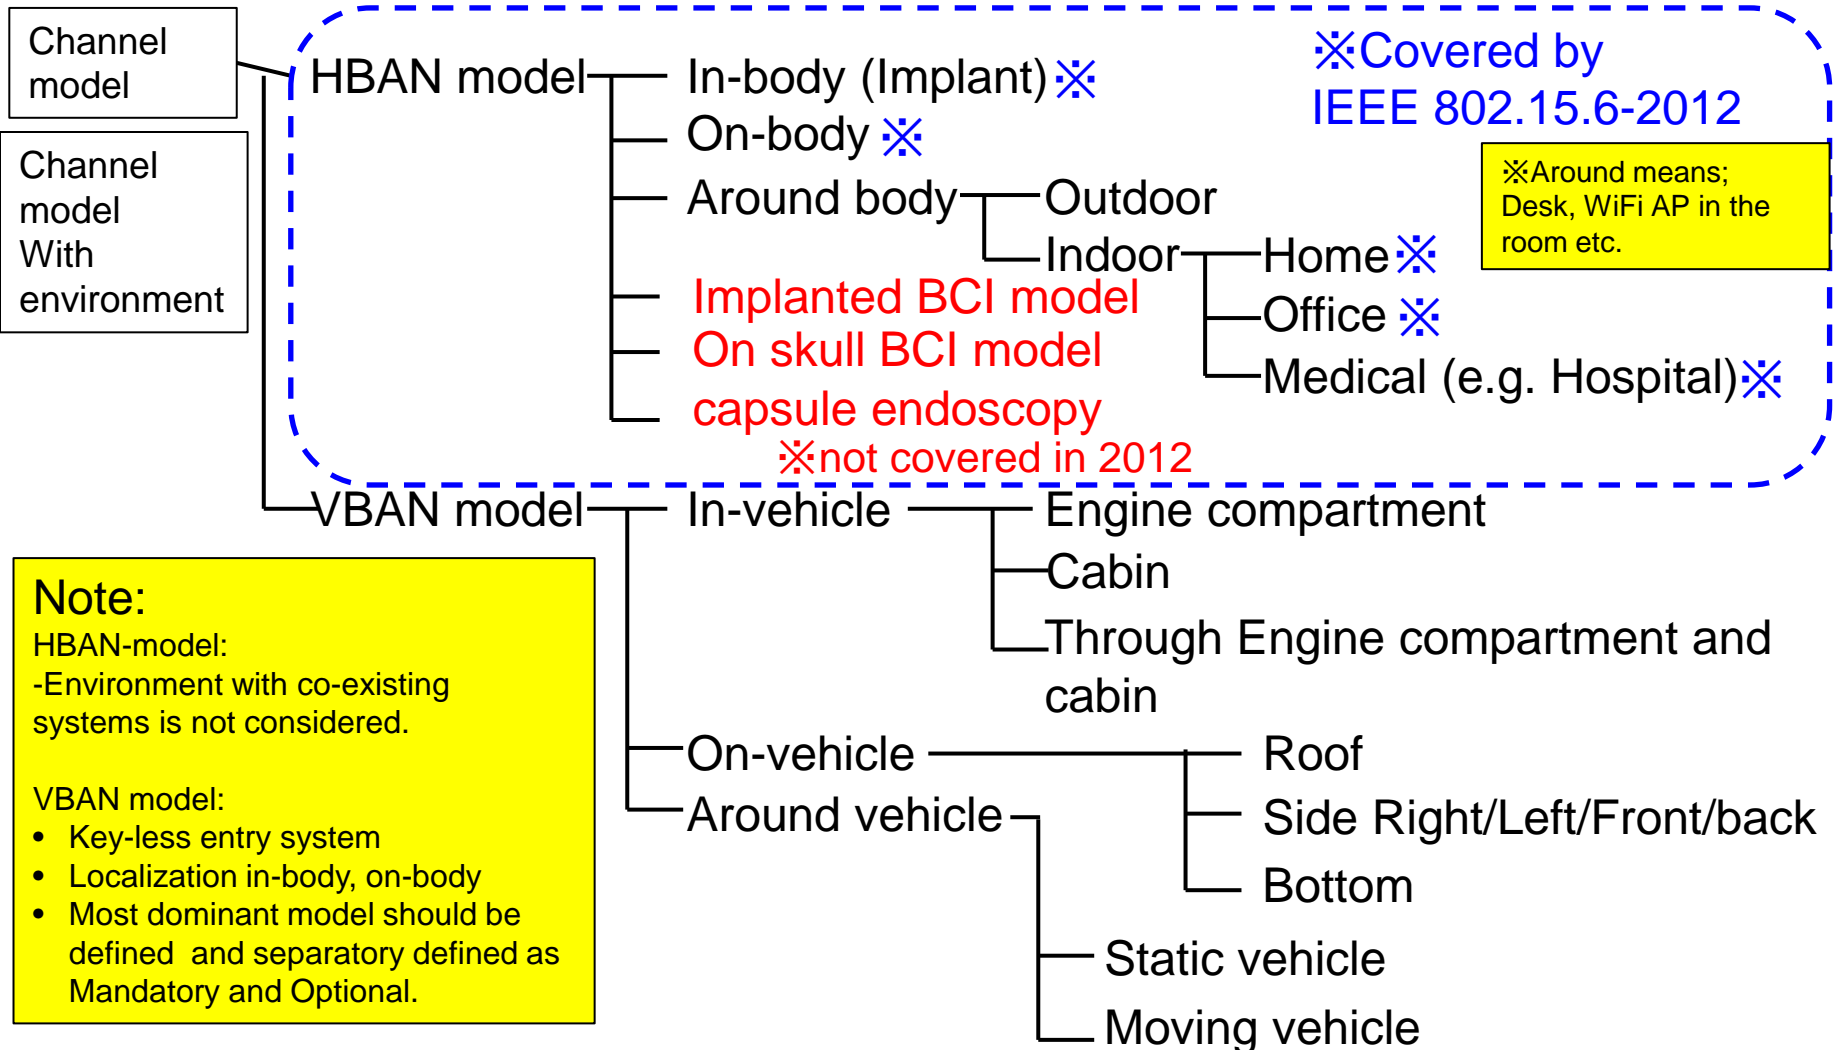 Channel
model
Channel
model
With
environment
HBAN model
In-body (Implant)※
On-body ※
Around body
Outdoor
Indoor
Home※
Office ※
Medical (e.g. Hospital)※
Implanted BCI model
On skull BCI model
capsule endoscopy
※not covered in 2012
※Covered by
IEEE 802.15.6-2012
※Around means;
Desk, WiFi AP in the
room etc.
VBAN model
In-vehicle
Engine compartment
Cabin
Through Engine compartment and
cabin
On-vehicle
Roof
Side Right/Left/Front/back
Bottom
Around vehicle
Static vehicle
Moving vehicle
Note:
HBAN-model:
-Environment with co-existing
systems is not considered.
VBAN model:
• Key-less entry system
• Localization in-body, on-body
• Most dominant model should be
defined and separatory defined as
Mandatory and Optional.